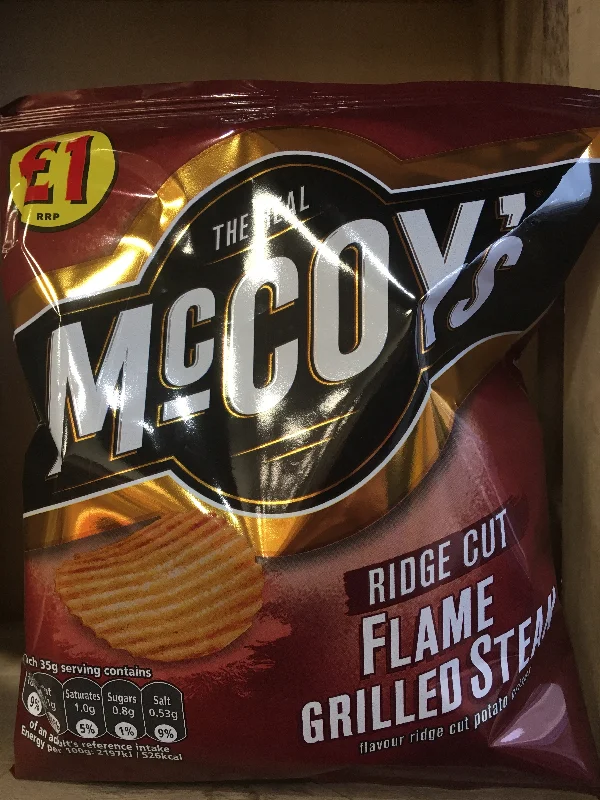 £1
RRP
THE REAL
McCOY'S
RIDGE CUT
FLAME
GRILLED STEAK
flavour ridge cut potato
35g serving contains
Saturates Sugars Salt
1.0g 0.8g 0.53g
9% 5% 1% 9%
of an adult's reference intake
Energy per 100g: 2197kJ / 526kcal